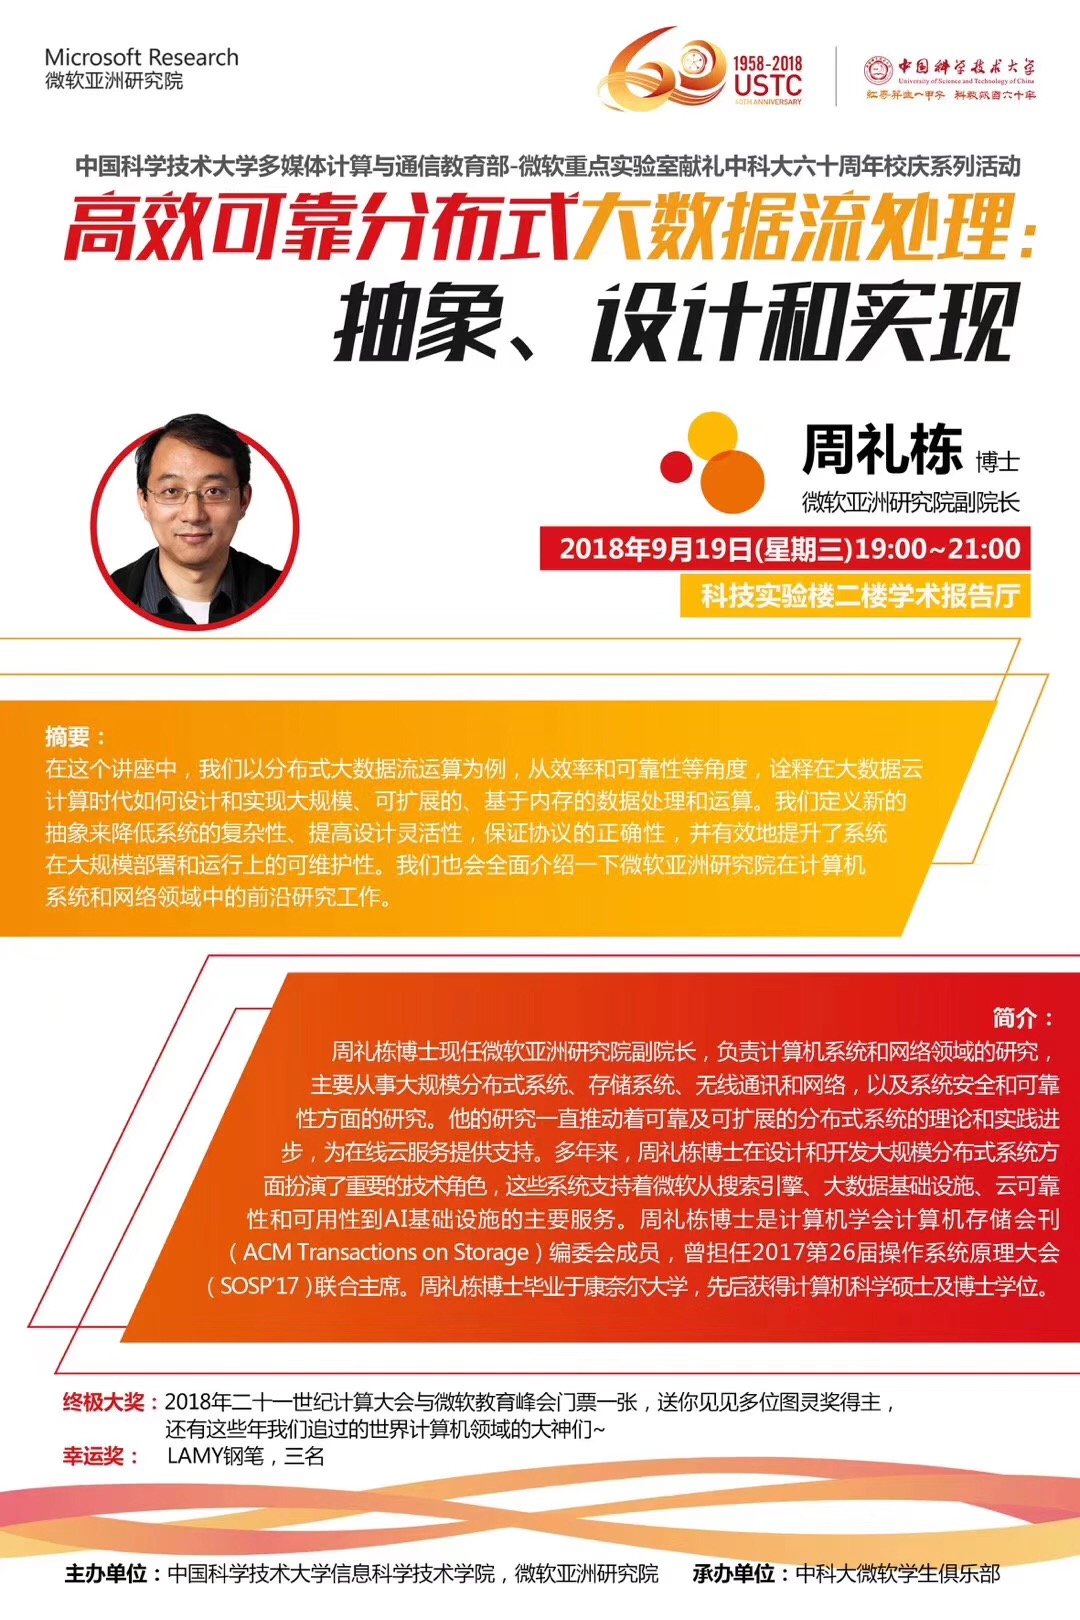 Microsoft Research
微软亚洲研究院
1958-2018
USTC
60TH ANNIVERSARY
中国科学技术大学
University of Science and Technology of China
红专并进一甲子 科教报国六十年
中国科学技术大学多媒体计算与通信教育部-微软重点实验室献礼中科大六十周年校庆系列活动
高效可靠分布式大数据流处理:
抽象、设计和实现
周礼栋 博士
微软亚洲研究院副院长
2018年9月19日(星期三)19:00~21:00
科技实验楼二楼学术报告厅
摘要：
在这个讲座中，我们以分布式大数据流运算为例，从效率和可靠性等角度，诠释在大数据云
计算时代如何设计和实现大规模、可扩展的、基于内存的数据处理和运算。我们定义新的
抽象来降低系统的复杂性、提高设计灵活性，保证协议的正确性，并有效地提升了系统
在大规模部署和运行上的可维护性。我们也会全面介绍一下微软亚洲研究院在计算机
系统和网络领域中的前沿研究工作。
简介：
周礼栋博士现任微软亚洲研究院副院长，负责计算机系统和网络领域的研究，
主要从事大规模分布式系统、存储系统、无线通讯和网络，以及系统安全和可靠
性方面的研究。他的研究一直推动着可靠及可扩展的分布式系统的理论和实践进
步，为在线云服务提供支持。多年来，周礼栋博士在设计和开发大规模分布式系统方
面扮演了重要的技术角色，这些系统支持着微软从搜索引擎、大数据基础设施、云可靠
性和可用性到AI基础设施的主要服务。周礼栋博士是计算机学会计算机存储会刊
（ACM Transactions on Storage）编委会成员，曾担任2017第26届操作系统原理大会
（SOSP'17）联合主席。周礼栋博士毕业于康奈尔大学，先后获得计算机科学硕士及博士学位。
终极大奖：2018年二十一世纪计算大会与微软教育峰会门票一张，送你见见多位图灵奖得主，
还有这些年我们追过的世界计算机领域的大神们~
幸运奖： LAMY钢笔，三名
主办单位：中国科学技术大学信息科学技术学院，微软亚洲研究院 承办单位：中科大微软学生俱乐部